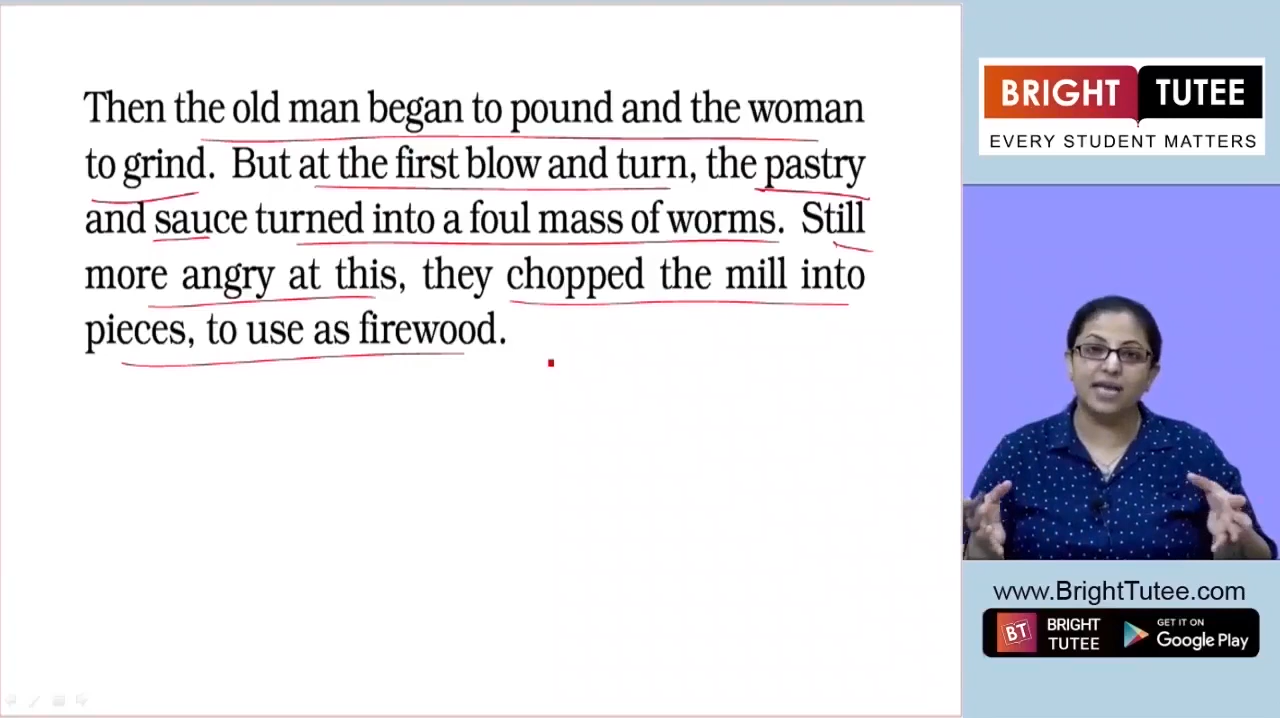 Then the old man began to pound and the woman
to grind. But at the first blow and turn, the pastry
and sauce turned into a foul mass of worms. Still
more angry at this, they chopped the mill into
pieces, to use as firewood.
BRIGHT TUTEE
EVERY STUDENT MATTERS
www.BrightTutee.com
BT
BRIGHT
TUTEE
GET IT ON
Google Play